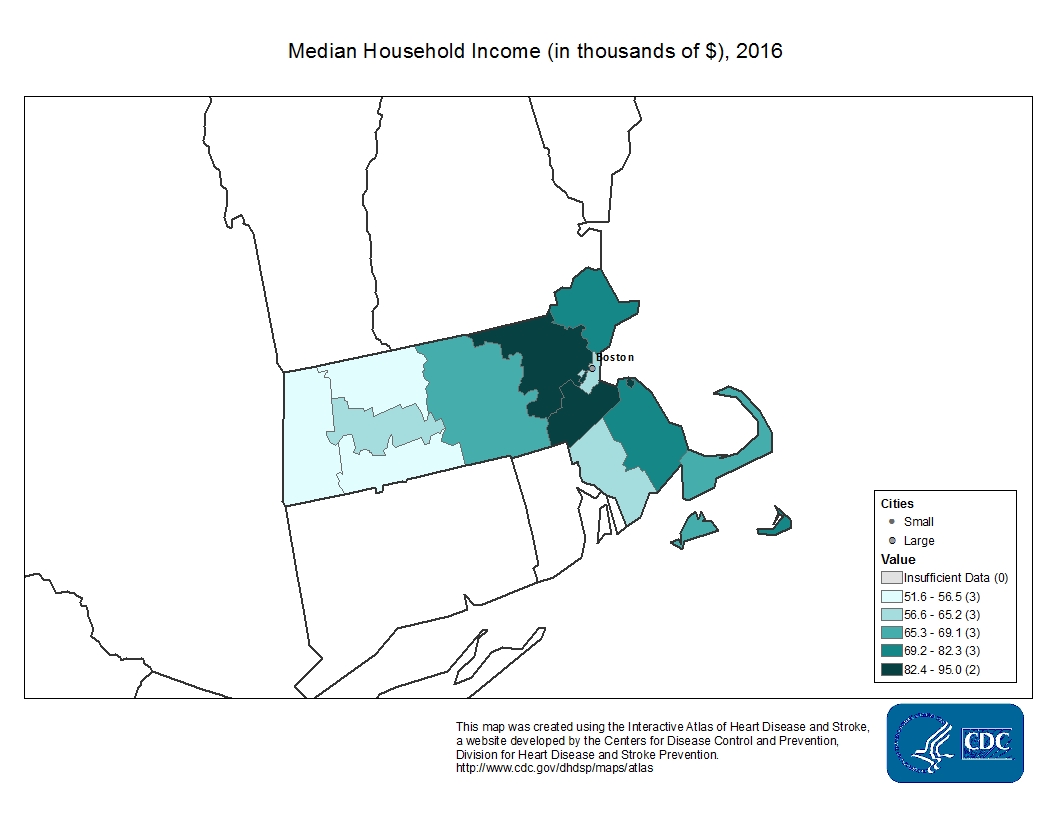 Median Household Income (in thousands of $), 2016
Boston
Cities
Small
Large
Value
Insufficient Data (0)
51.6 - 56.5 (3)
56.6 - 65.2 (3)
65.3 - 69.1 (3)
69.2 - 82.3 (3)
82.4 - 95.0 (2)
This map was created using the Interactive Atlas of Heart Disease and Stroke,
a website developed by the Centers for Disease Control and Prevention,
Division for Heart Disease and Stroke Prevention.
http://www.cdc.gov/dhdsp/maps/atlas
CDC